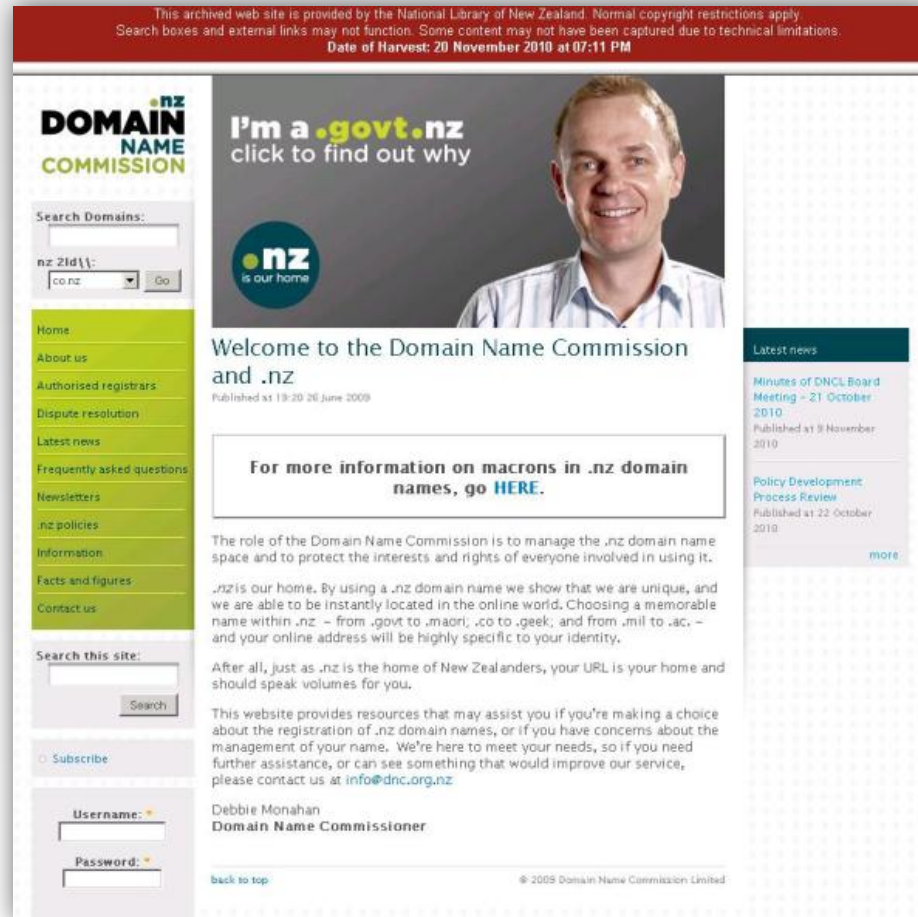 This archived web site is provided by the National Library of New Zealand. Normal copyright restrictions apply.
Search boxes and external links may not function. Some content may not have been captured due to technical limitations.
Date of Harvest: 20 November 2010 at 07:11 PM
.nz
DOMAIN
NAME
COMMISSION
Search Domains:
nz 2ld\\:
co.nz
Go
Home
About us
Authorised registrars
Dispute resolution
Latest news
Frequently asked questions
Newsletters
.nz policies
Information
Facts and figures
Contact us
Search this site:
Search
Subscribe
Username: *
Password: *
I'm a .govt.nz
click to find out why
.nz
is our home
Welcome to the Domain Name Commission
and .nz
Published at 19:20 26 June 2009
For more information on macrons in .nz domain
names, go HERE.
The role of the Domain Name Commission is to manage the .nz domain name
space and to protect the interests and rights of everyone involved in using it.
.nz is our home. By using a .nz domain name we show that we are unique, and
we are able to be instantly located in the online world. Choosing a memorable
name within .nz – from .govt to .maori; .co to .geek; and from .mil to .ac. –
and your online address will be highly specific to your identity.
After all, just as .nz is the home of New Zealanders, your URL is your home and
should speak volumes for you.
This website provides resources that may assist you if you're making a choice
about the registration of .nz domain names, or if you have concerns about the
management of your name. We're here to meet your needs, so if you need
further assistance, or can see something that would improve our service,
please contact us at info@dnc.org.nz
Debbie Monahan
Domain Name Commissioner
back to top
© 2009 Domain Name Commission Limited
Latest news
Minutes of DNCL Board
Meeting – 21 October
2010
Published at 9 November
2010
Policy Development
Process Review
Published at 22 October
2010
more